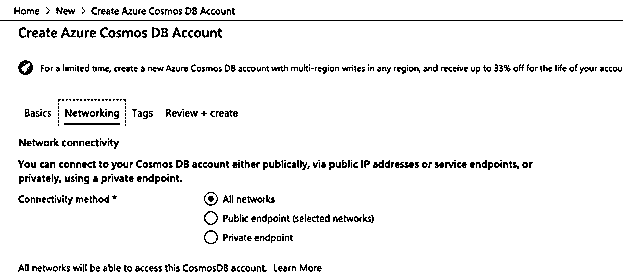 Home > New > Create Azure Cosmos DB Account
Create Azure Cosmos DB Account
For a limited time, create a new Azure Cosmos DB account with multi-region writes in any region, and receive up to 33% off for the life of your accou
Basics Networking Tags Review + create
Network connectivity
You can connect to your Cosmos DB account either publically, via public IP addresses or service endpoints, or
privately, using a private endpoint.
Connectivity method * All networks
Public endpoint (selected networks)
Private endpoint
All networks will be able to access this CosmosDB account. Learn More